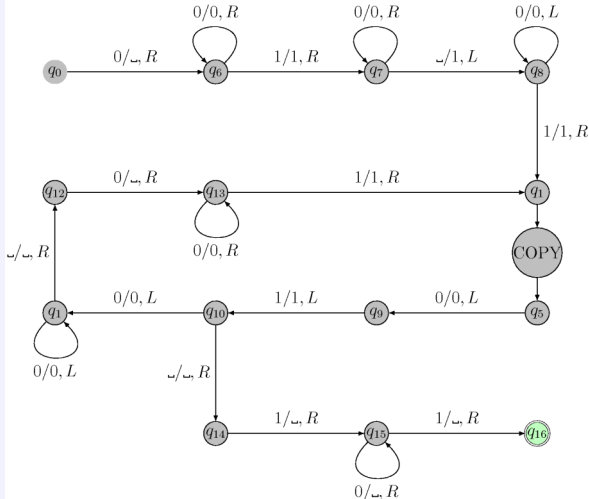 0/0, R 0/0, R 0/0, L
q0 0/␣, R q6 1/1, R q7 ␣/1, L q8
1/1, R
q12 0/␣, R q13 1/1, R q1
␣/␣, R 0/0, R COPY
q1 0/0, L q10 1/1, L q9 0/0, L q5
0/0, L ␣/␣, R
q14 1/␣, R q15 1/␣, R q16
0/␣, R